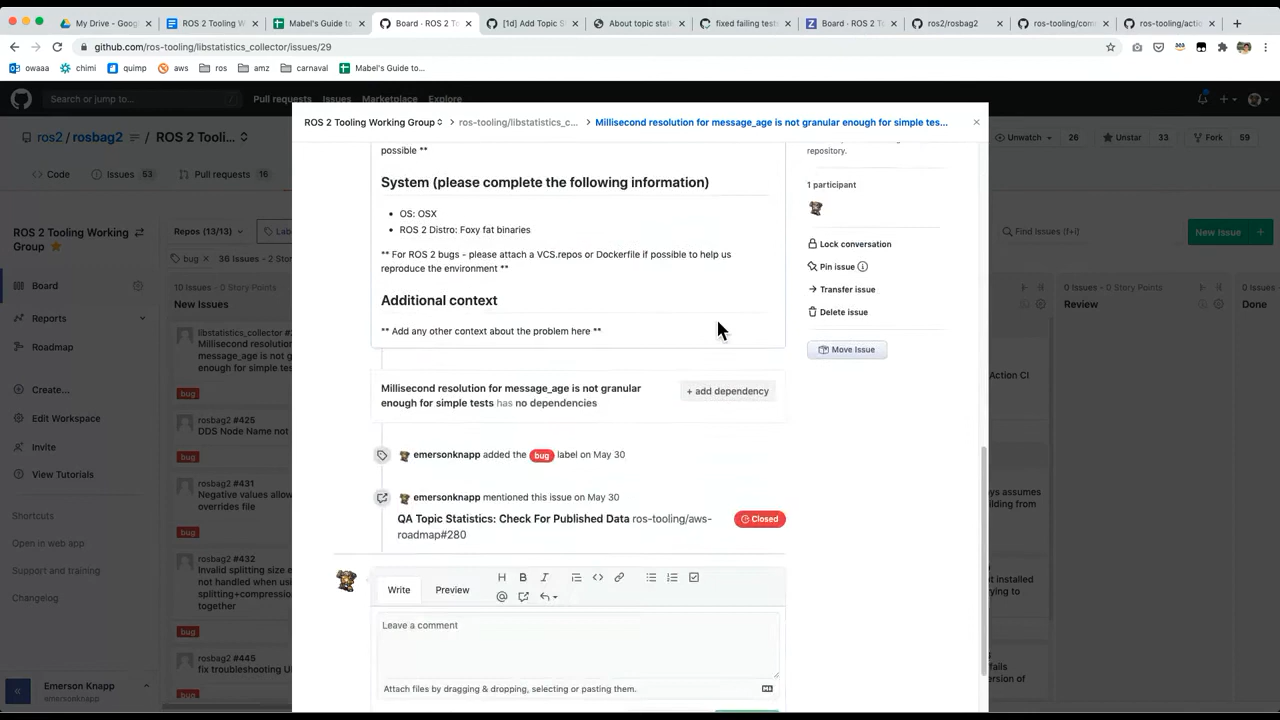 My Drive - Goog
ROS 2 Tooling W
Mabel's Guide to
Board · ROS 2 T
[1d] Add Topic S
About topic stati
fixed failing tests
Board · ROS 2 T
ros2/rosbag2
ros-tooling/com
ros-tooling/actio
github.com/ros-tooling/libstatistics_collector/issues/29
owaaa
chimi
quimp
aws
ros
amz
carnaval
Mabel's Guide to...
Search or jump to...
/
Pull requests
Issues
Marketplace
Explore
ros2 / rosbag2
ROS 2 Tooli...
Unwatch
26
Unstar
33
Fork
59
Code
Issues 53
Pull requests 16
ROS 2 Tooling Working Group
Board
Reports
Roadmap
Create...
Edit Workspace
Invite
View Tutorials
Shortcuts
Open in web app
Support and training
Changelog
Emerson Knapp
emersonknapp
Repos (13/13)
bug
36 Issues - 2 Stor
10 Issues - 0 Story Points
New Issues
libstatistics_collector #2
Millisecond resolution f
message_age is not gr
enough for simple test
bug
rosbag2 #425
DDS Node Name not
bug
rosbag2 #431
Negative values allow
overrides file
bug
rosbag2 #432
Invalid splitting size e
not handled when usi
splitting+compression
together
bug
rosbag2 #445
fix troubleshooting U
bug
ROS 2 Tooling Working Group
ros-tooling/libstatistics_c...
Millisecond resolution for message_age is not granular enough for simple tes...
possible **
System (please complete the following information)
OS: OSX
ROS 2 Distro: Foxy fat binaries
** For ROS 2 bugs - please attach a VCS.repos or Dockerfile if possible to help us
reproduce the environment **
Additional context
** Add any other context about the problem here **
Millisecond resolution for message_age is not granular
enough for simple tests has no dependencies
+ add dependency
emersonknapp added the bug label on May 30
emersonknapp mentioned this issue on May 30
QA Topic Statistics: Check For Published Data ros-tooling/aws-
roadmap#280
Closed
Write
Preview
Leave a comment
Attach files by dragging & dropping, selecting or pasting them.
repository.
1 participant
Lock conversation
Pin issue
Transfer issue
Delete issue
Move Issue
Find Issues (f+i)
New Issue
0 Issues - 0 Story Points
Review
0 Issues - 0
Done
Action CI
ys assumes
ilding from
ot installed
rying to
fails
ersion of